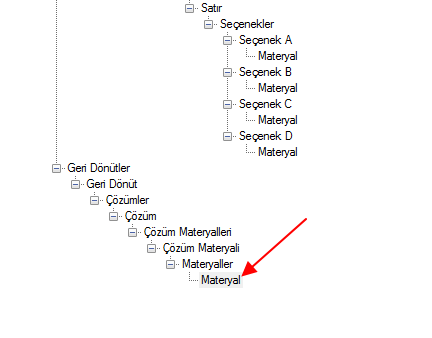 Satır
Seçenekler
Seçenek A
Materyal
Seçenek B
Materyal
Seçenek C
Materyal
Seçenek D
Materyal
Geri Dönütler
Geri Dönüt
Çözümler
Çözüm
Çözüm Materyalleri
Çözüm Materyali
Materyaller
Materyal